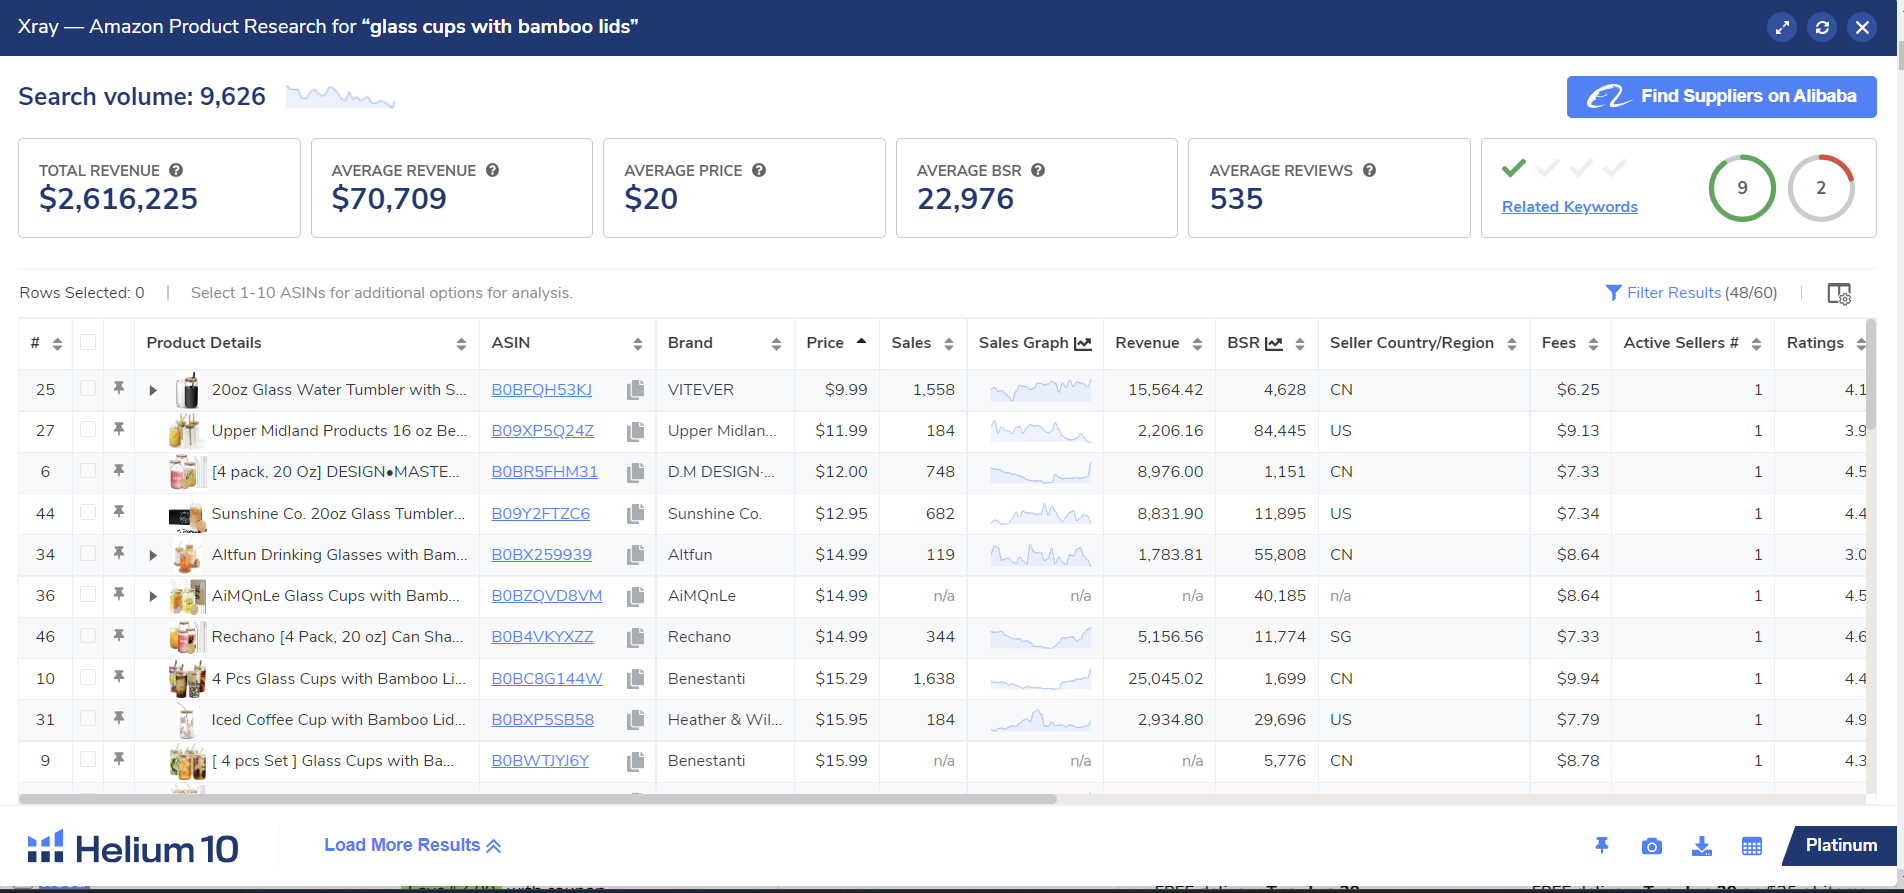 Xray — Amazon Product Research for “glass cups with bamboo lids”
Search volume: 9,626
Find Suppliers on Alibaba
TOTAL REVENUE
$2,616,225
AVERAGE REVENUE
$70,709
AVERAGE PRICE
$20
AVERAGE BSR
22,976
AVERAGE REVIEWS
535
Related Keywords
9
2
Rows Selected: 0 | Select 1-10 ASINs for additional options for analysis.
Filter Results (48/60)
# Product Details ASIN Brand Price Sales Sales Graph Revenue BSR Seller Country/Region Fees Active Sellers # Ratings
25 20oz Glass Water Tumbler with S... B0BFQH53KJ VITEVER $9.99 1,558 15,564.42 4,628 CN $6.25 1 4.1
27 Upper Midland Products 16 oz Be... B09XP5Q24Z Upper Midlan... $11.99 184 2,206.16 84,445 US $9.13 1 3.9
6 [4 pack, 20 Oz] DESIGN•MASTE... B0BR5FHM31 D.M DESIGN·... $12.00 748 8,976.00 1,151 CN $7.33 1 4.5
44 Sunshine Co. 20oz Glass Tumbler... B09Y2FTZC6 Sunshine Co. $12.95 682 8,831.90 11,895 US $7.34 1 4.4
34 Altfun Drinking Glasses with Bam... B0BX259939 Altfun $14.99 119 1,783.81 55,808 CN $8.64 1 3.0
36 AiMQnLe Glass Cups with Bamb... B0BZQVD8VM AiMQnLe $14.99 n/a n/a n/a 40,185 n/a $8.64 1 4.5
46 Rechano [4 Pack, 20 oz] Can Sha... B0B4VKYXZZ Rechano $14.99 344 5,156.56 11,774 SG $7.33 1 4.6
10 4 Pcs Glass Cups with Bamboo Li... B0BC8G144W Benestanti $15.29 1,638 25,045.02 1,699 CN $9.94 1 4.4
31 Iced Coffee Cup with Bamboo Lid... B0BXP5SB58 Heather & Wil... $15.95 184 2,934.80 29,696 US $7.79 1 4.9
9 [ 4 pcs Set ] Glass Cups with Ba... B0BWTJYJ6Y Benestanti $15.99 n/a n/a n/a 5,776 CN $8.78 1 4.3
Helium 10
Load More Results
Platinum